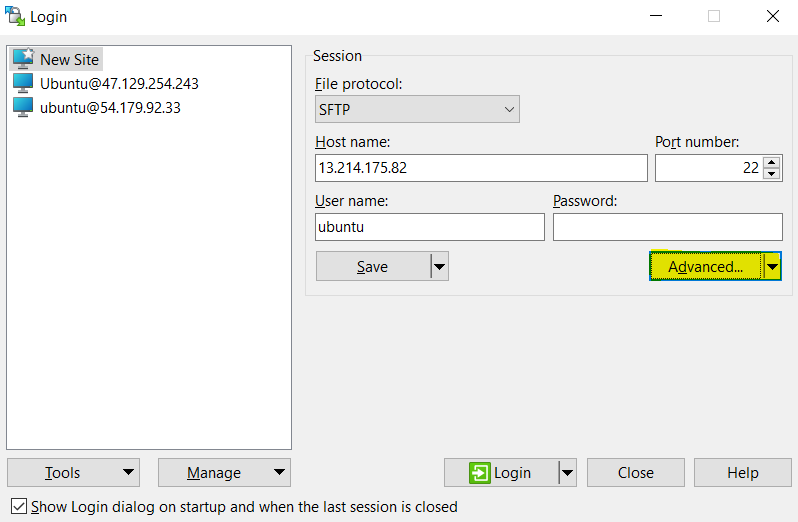 Login
New Site
Ubuntu@47.129.254.243
ubuntu@54.179.92.33
Session
File protocol:
SFTP
Host name: Port number:
13.214.175.82 22
User name: Password:
ubuntu
Save Advanced...
Tools Manage Login Close Help
Show Login dialog on startup and when the last session is closed